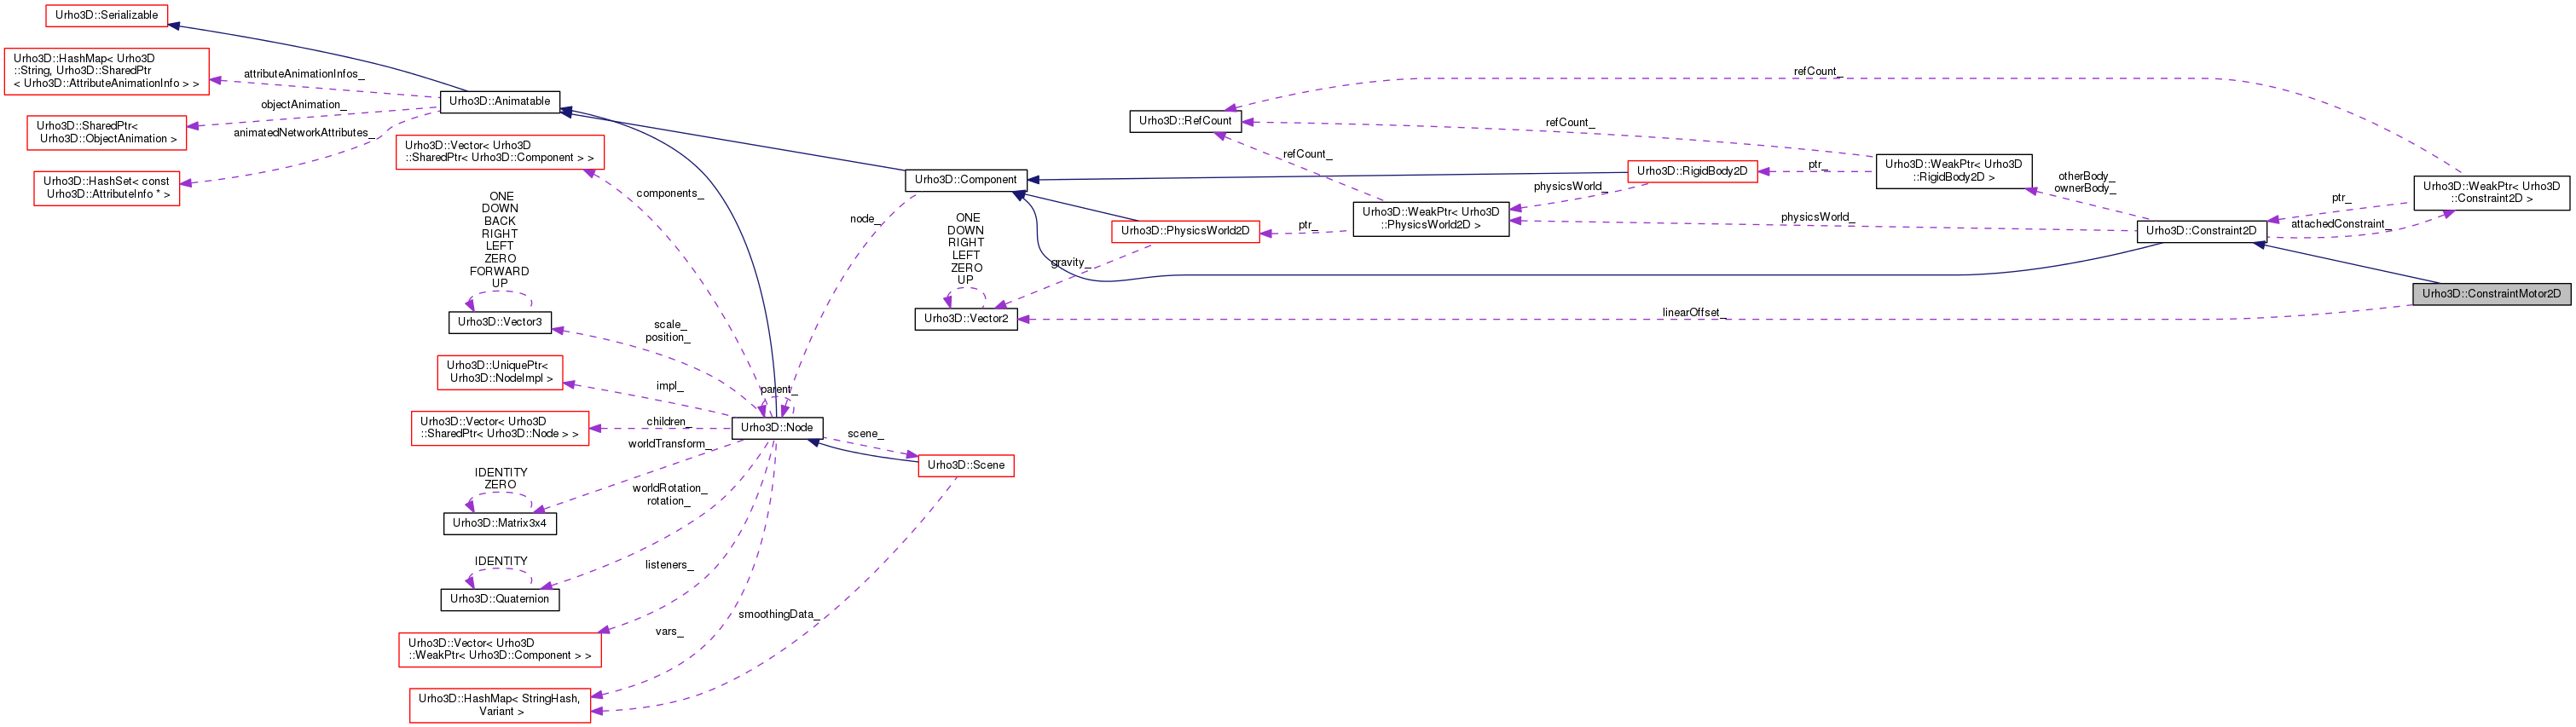 Urho3D::Serializable
Urho3D::HashMap< Urho3D
::String, Urho3D::SharedPtr
< Urho3D::AttributeAnimationInfo > >
attributeAnimationInfos_
Urho3D::Animatable
objectAnimation_
Urho3D::SharedPtr<
Urho3D::ObjectAnimation >
animatedNetworkAttributes_
Urho3D::Vector< Urho3D
::SharedPtr< Urho3D::Component > >
Urho3D::HashSet< const
Urho3D::AttributeInfo * >
components_
ONE
DOWN
BACK
RIGHT
LEFT
ZERO
FORWARD
UP
Urho3D::Vector3
scale_
position_
Urho3D::UniquePtr<
Urho3D::NodeImpl >
impl_
parent_
Urho3D::Vector< Urho3D
::SharedPtr< Urho3D::Node > >
children_
Urho3D::Node
scene_
Urho3D::Scene
worldTransform_
IDENTITY
ZERO
Urho3D::Matrix3x4
worldRotation_
rotation_
IDENTITY
Urho3D::Quaternion
listeners_
Urho3D::Vector< Urho3D
::WeakPtr< Urho3D::Component > >
vars_
smoothingData_
Urho3D::HashMap< StringHash,
Variant >
Urho3D::Component
node_
ONE
DOWN
RIGHT
LEFT
ZERO
UP
Urho3D::Vector2
gravity_
Urho3D::PhysicsWorld2D
Urho3D::RefCount
refCount_
refCount_
refCount_
ptr_
Urho3D::WeakPtr< Urho3D
::PhysicsWorld2D >
physicsWorld_
Urho3D::RigidBody2D
ptr_
Urho3D::WeakPtr< Urho3D
::RigidBody2D >
physicsWorld_
linearOffset_
otherBody_
ownerBody_
Urho3D::Constraint2D
ptr_
attachedConstraint_
Urho3D::WeakPtr< Urho3D
::Constraint2D >
Urho3D::ConstraintMotor2D